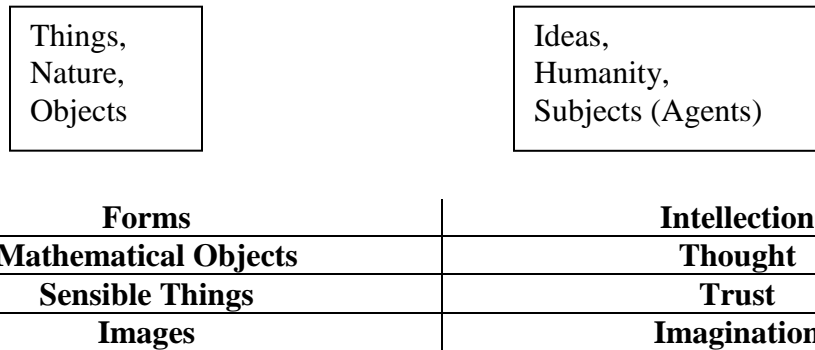 Things,
Nature,
Objects
Ideas,
Humanity,
Subjects (Agents)
Forms Intellection
Mathematical Objects Thought
Sensible Things Trust
Images Imagination